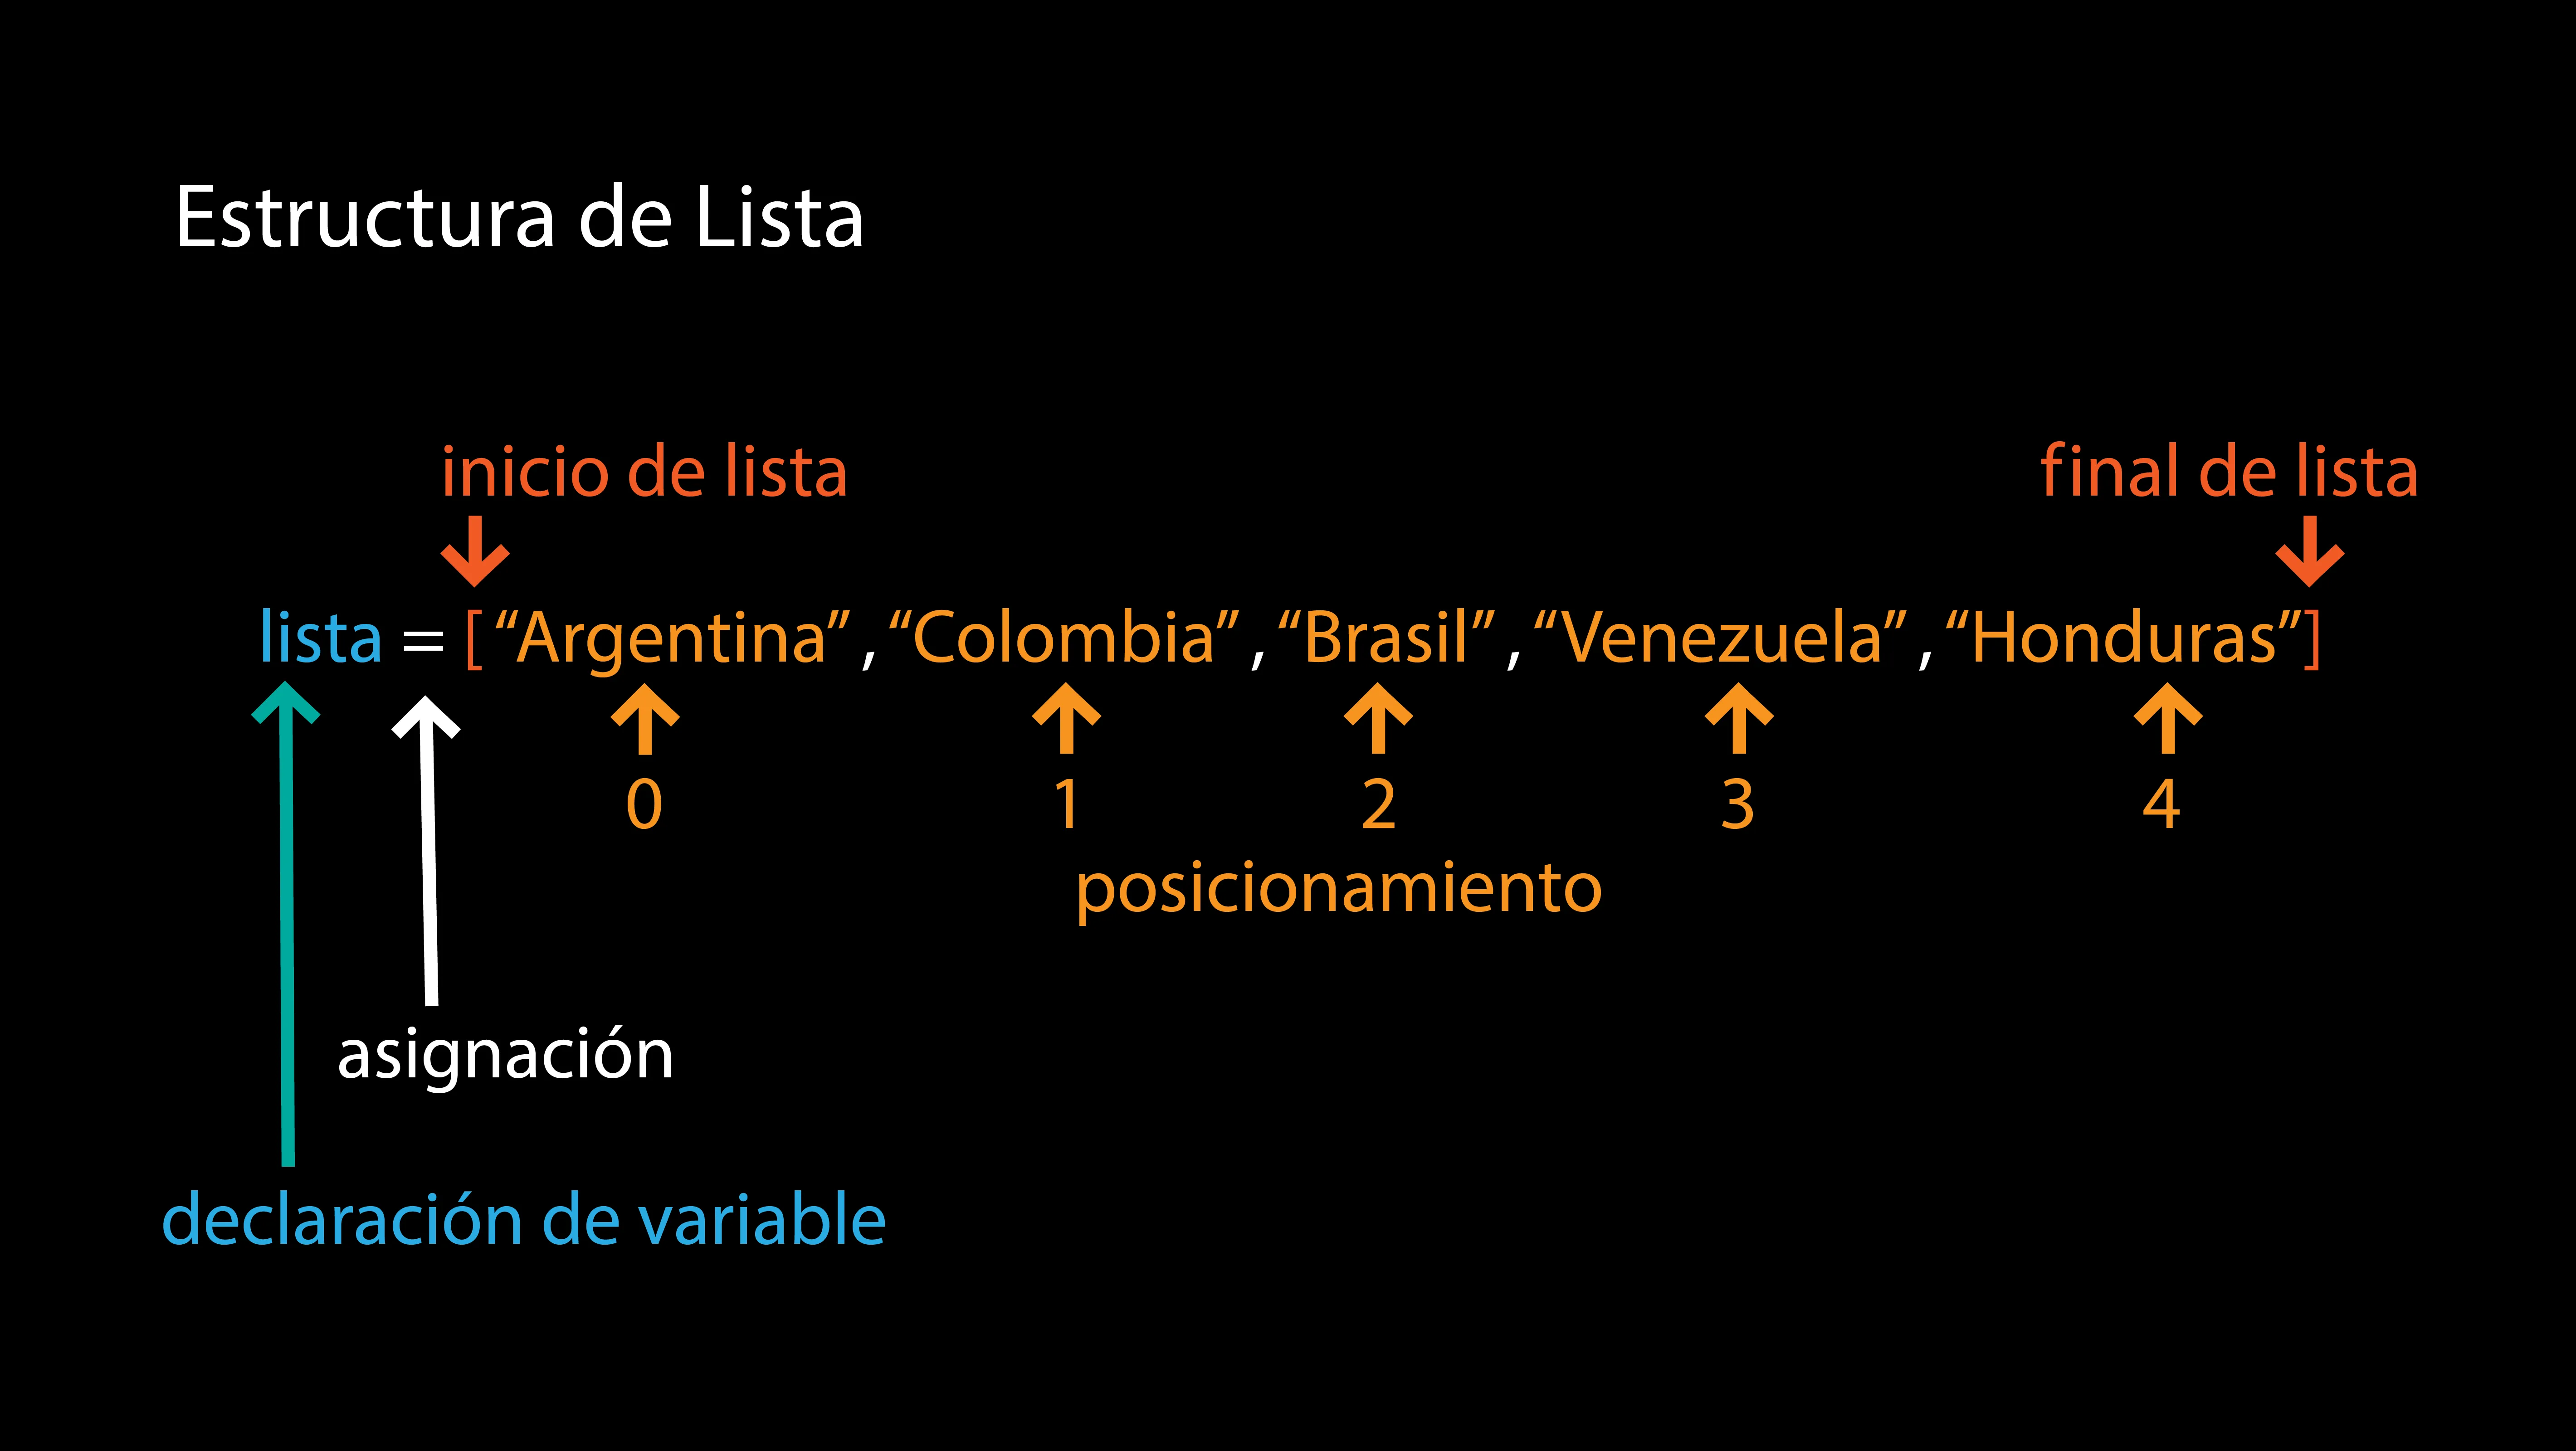 Estructura de Lista
inicio de lista
final de lista
lista = [ “Argentina” , “Colombia” , “Brasil” , “Venezuela” , “Honduras”]
0 1 2 3 4
posicionamiento
asignación
declaración de variable